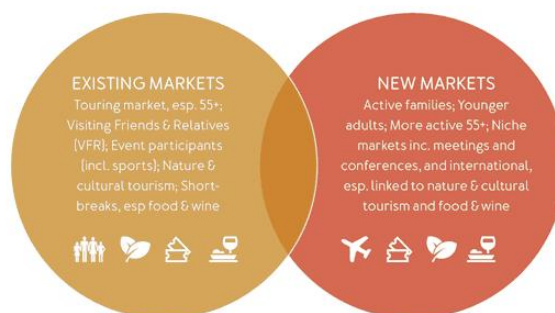 EXISTING MARKETS
Touring market, esp. 55+;
Visiting Friends & Relatives
(VFR); Event participants
(incl. sports); Nature &
cultural tourism; Short-
breaks, esp food & wine
NEW MARKETS
Active families; Younger
adults; More active 55+; Niche
markets inc. meetings and
conferences, and international,
esp. linked to nature & cultural
tourism and food & wine